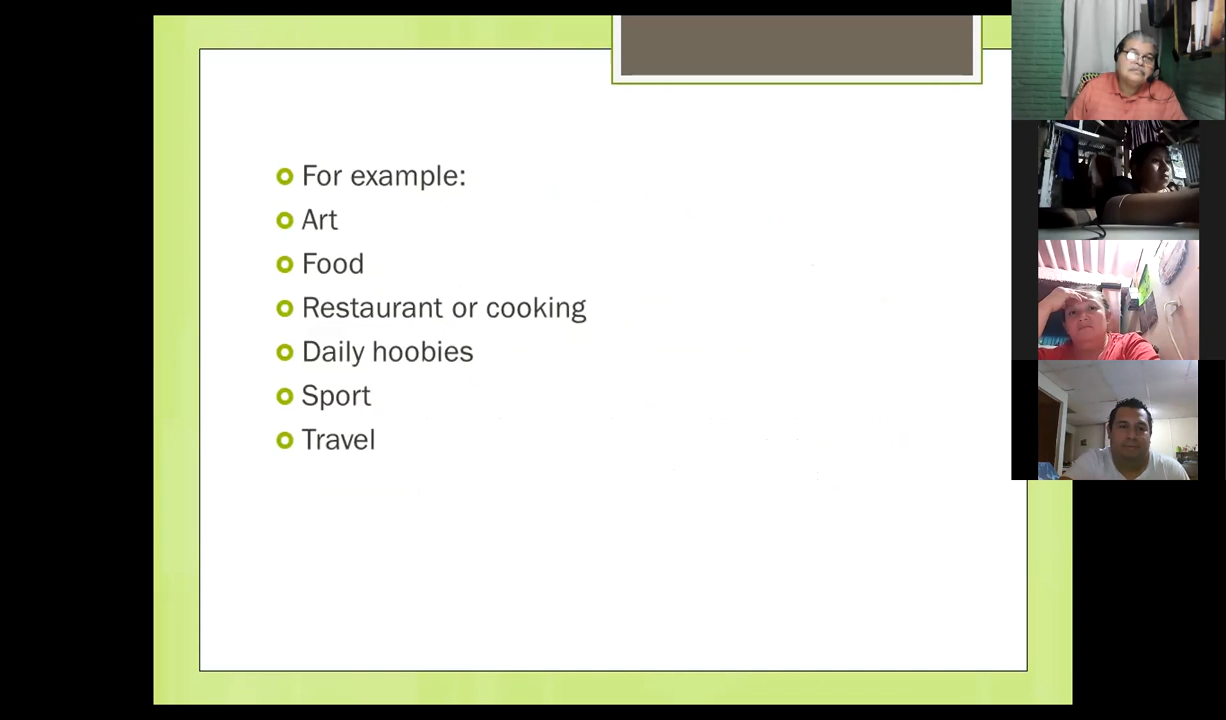 For example:
Art
Food
Restaurant or cooking
Daily hoobies
Sport
Travel